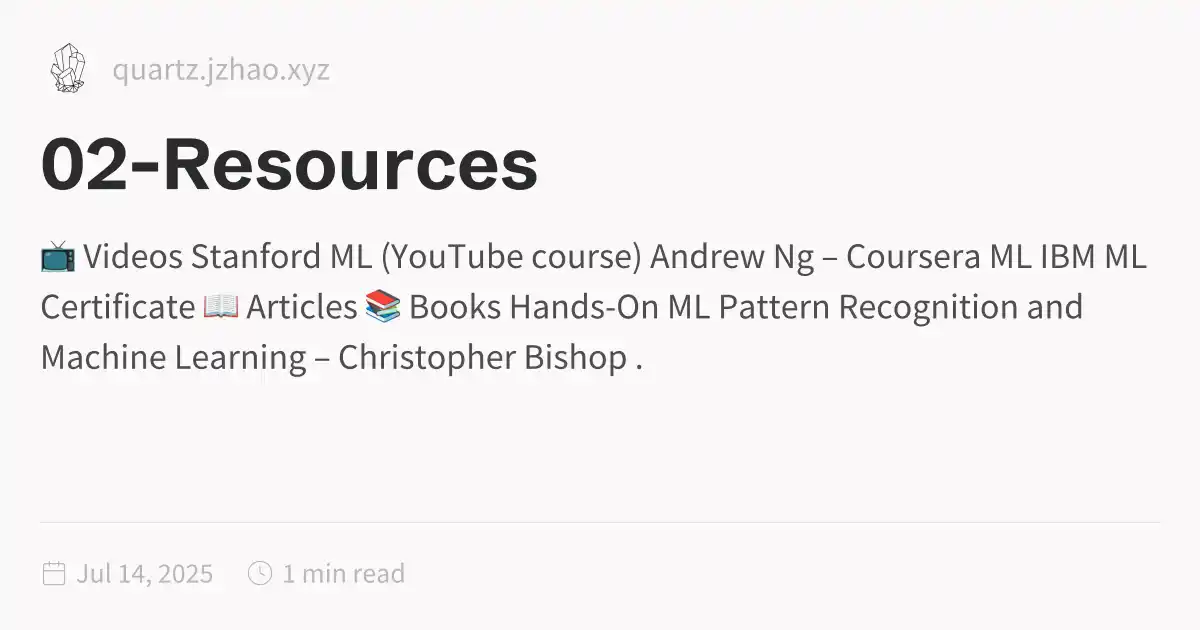 quartz.jzhao.xyz
02-Resources
📺 Videos Stanford ML (YouTube course) Andrew Ng – Coursera ML IBM ML
Certificate 📖 Articles 📚 Books Hands-On ML Pattern Recognition and
Machine Learning – Christopher Bishop .
Jul 14, 2025 1 min read